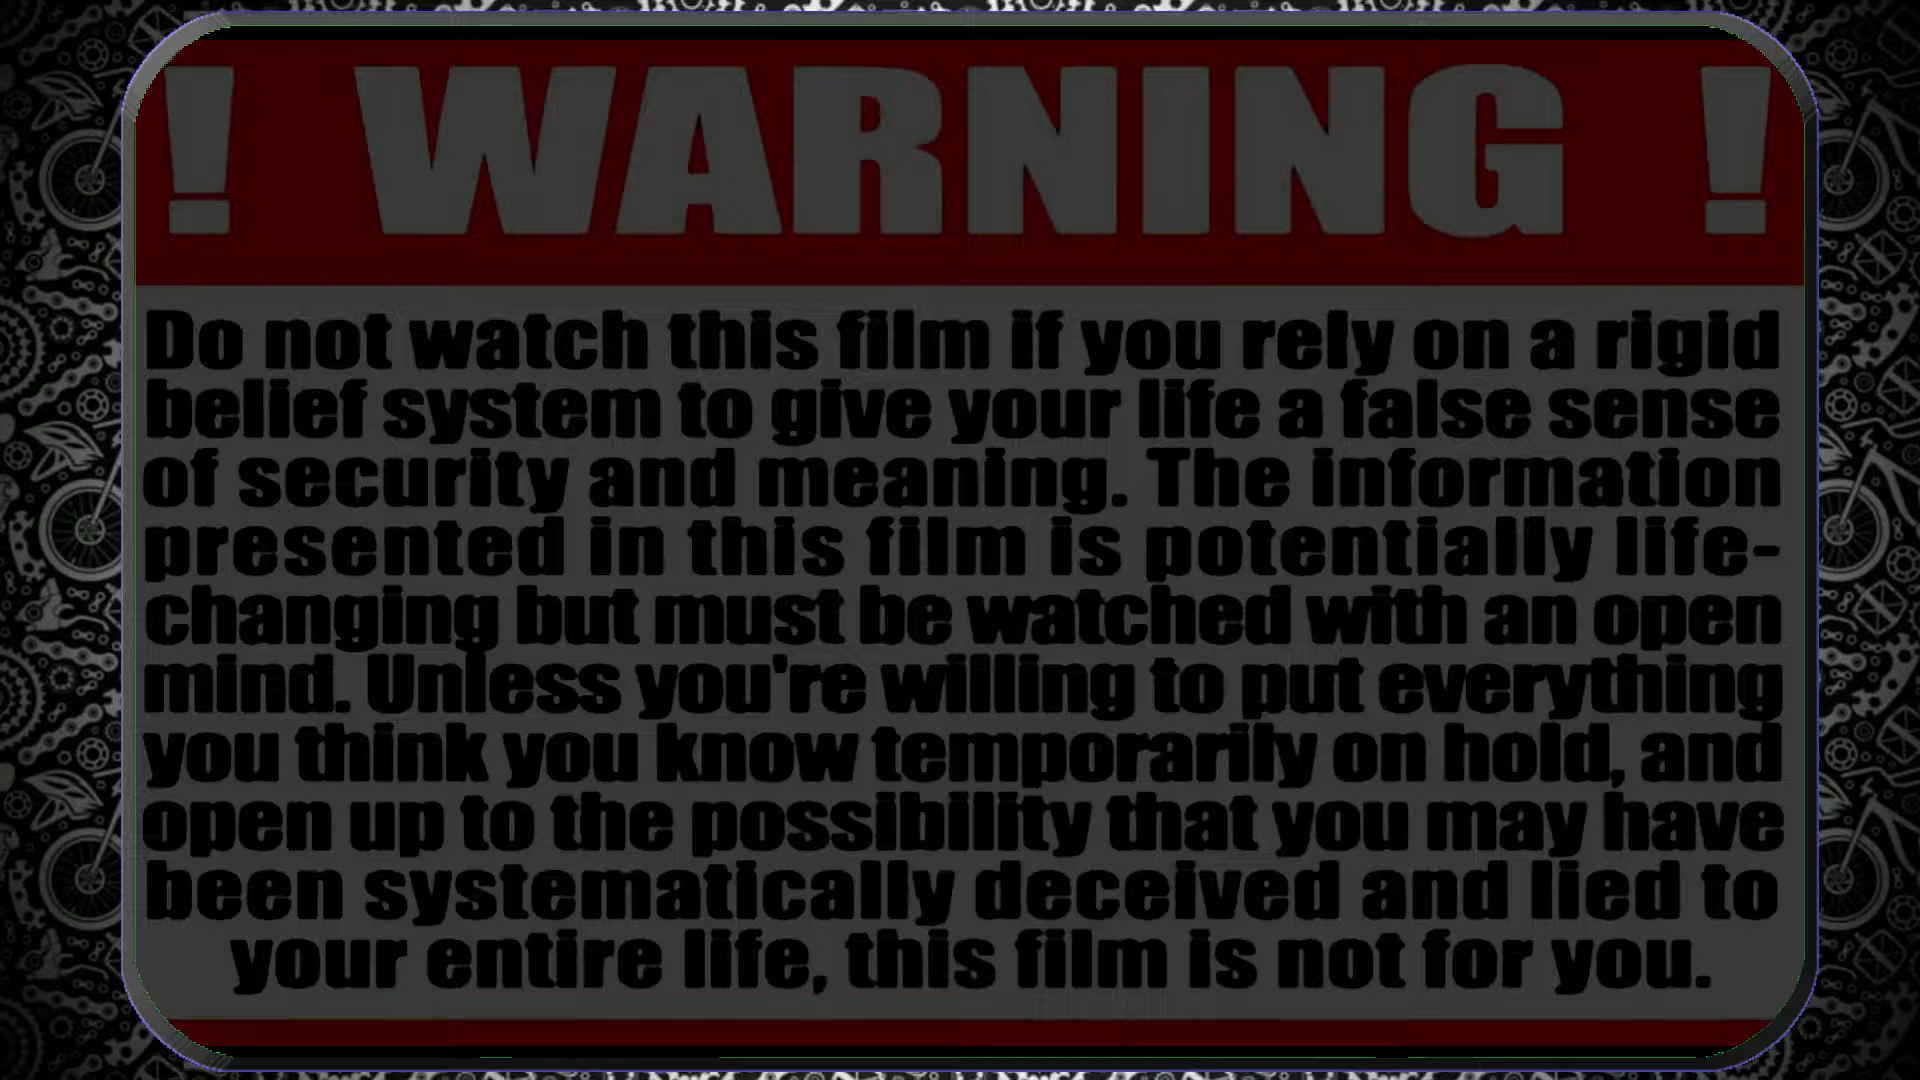 ! WARNING !
Do not watch this film if you rely on a rigid
belief system to give your life a false sense
of security and meaning. The information
presented in this film is potentially life-
changing but must be watched with an open
mind. Unless you're willing to put everything
you think you know temporarily on hold, and
open up to the possibility that you may have
been systematically deceived and lied to
your entire life, this film is not for you.